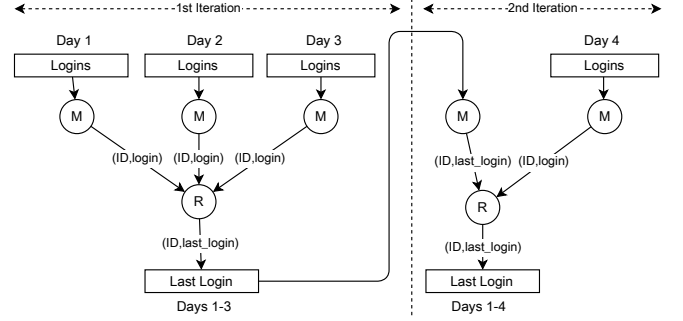 1st Iteration
2nd Iteration
Day 1
Day 2
Day 3
Day 4
Logins
Logins
Logins
Logins
M
M
M
M
M
(ID,login)
(ID,login)
(ID,login)
(ID,last_login)
(ID,login)
R
R
(ID,last_login)
(ID,last_login)
Last Login
Last Login
Days 1-3
Days 1-4